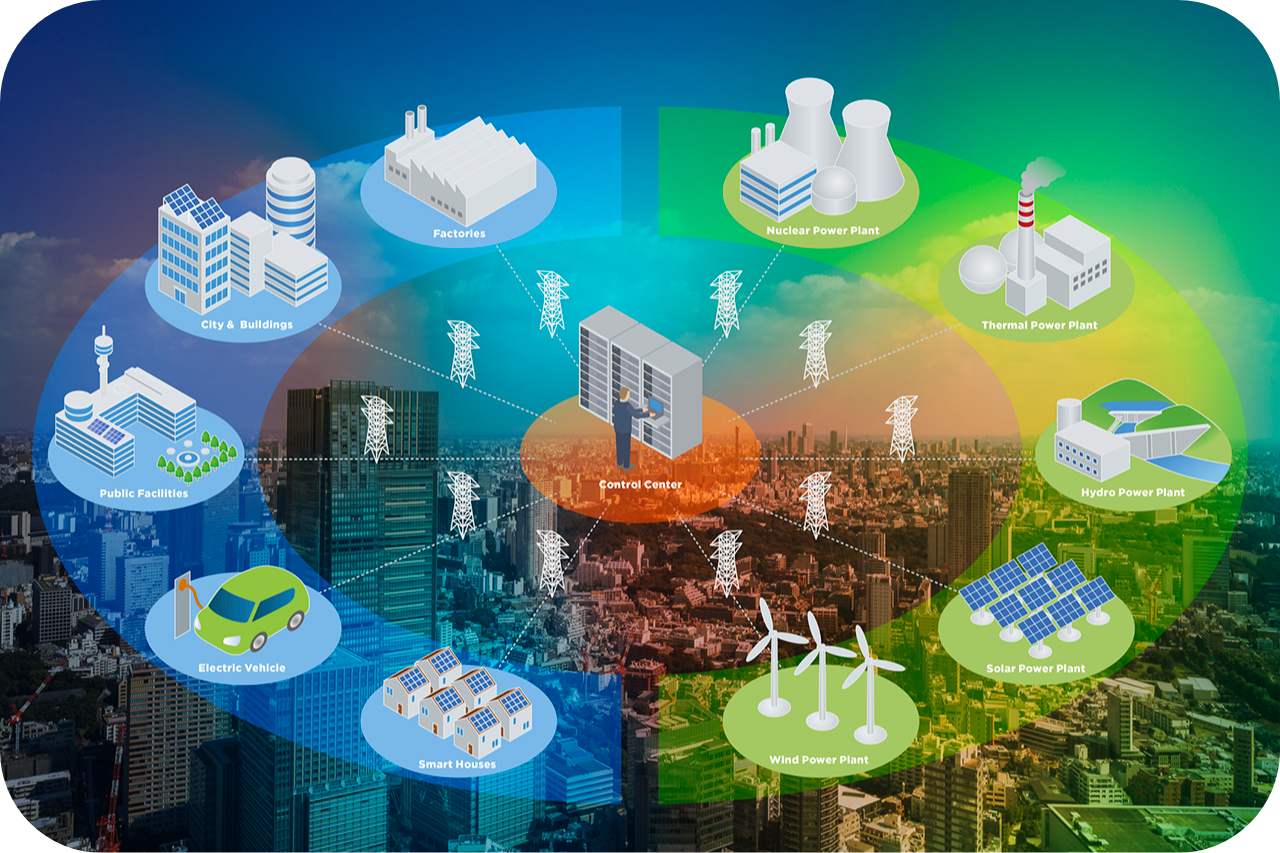 Factories
Nuclear Power Plant
City & Buildings
Thermal Power Plant
Control Center
Public Facilities
Hydro Power Plant
Electric Vehicle
Solar Power Plant
Smart Houses
Wind Power Plant